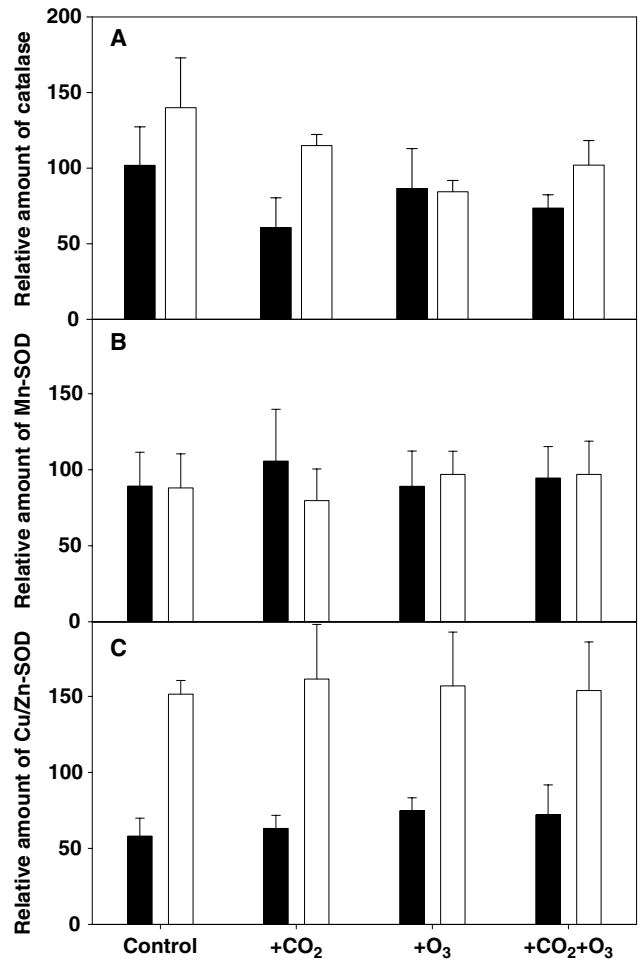 A
Relative amount of catalase
200
150
100
50
0
B
Relative amount of Mn-SOD
150
100
50
0
C
Relative amount of Cu/Zn-SOD
150
100
50
0
Control
+CO₂
+O₃
+CO₂+O₃